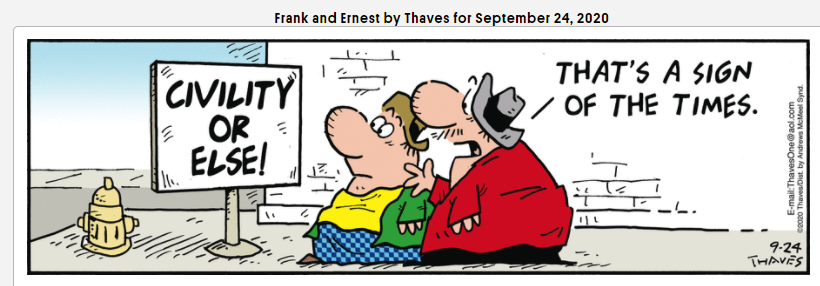 Frank and Ernest by Thaves for September 24, 2020
CIVILITY
OR
ELSE!
THAT'S A SIGN
OF THE TIMES.
E-mail:ThavesOne@aol.com
©2020 Thaves/Dist. by Andrews McMeel Synd.
9-24
THAVES